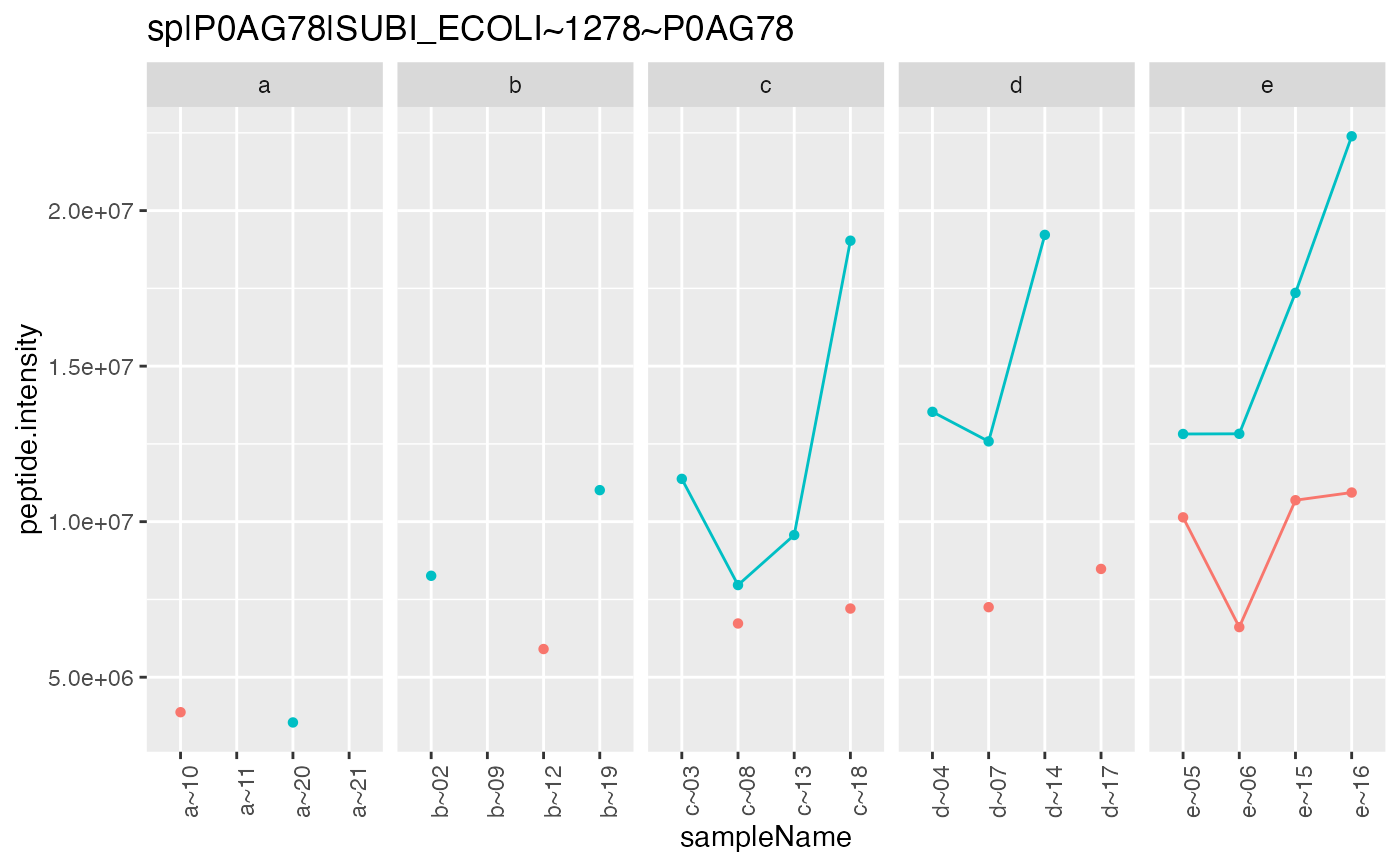 sp|P0AG78|SUBI_ECOLI~1278~P0AG78
a b c d e
2.0e+07
1.5e+07
1.0e+07
5.0e+06
peptide.intensity
a~10 a~11 a~20 a~21 b~02 b~09 b~12 b~19 c~03 c~08 c~13 c~18 d~04 d~07 d~14 d~17 e~05 e~06 e~15 e~16
sampleName